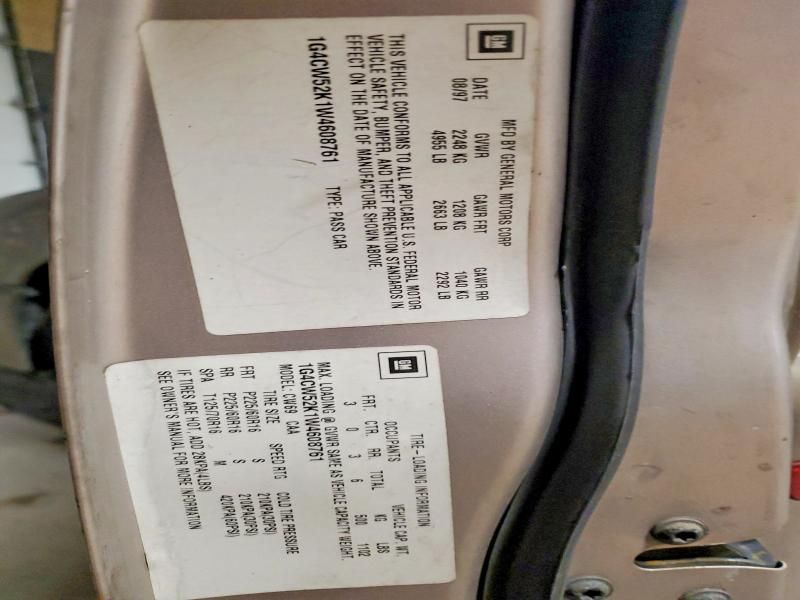 GM
MFD BY GENERAL MOTORS CORP
DATE GVWR GAWR FRT GAWR RR
08/97 2248 KG 1208 KG 1040 KG
4955 LB 2663 LB 2292 LB
THIS VEHICLE CONFORMS TO ALL APPLICABLE U.S. FEDERAL MOTOR
VEHICLE SAFETY, BUMPER, AND THEFT PREVENTION STANDARDS IN
EFFECT ON THE DATE OF MANUFACTURE SHOWN ABOVE.
1G4CW52K1W4608761 TYPE: PASS CAR
GM
TIRE-LOADING INFORMATION
OCCUPANTS VEHICLE CAP. WT.
FRT. CTR. RR. TOTAL KG LBS
3 0 3 6 500 1102
MAX. LOADING @ GVWR SAME AS VEHICLE CAPACITY WEIGHT.
1G4CW52K1W4608761
MODEL: CW69 CAA
TIRE SIZE SPEED RTG COLD TIRE PRESSURE
FRT P225/60R16 S 210KPA(30PSI)
RR P225/60R16 S 210KPA(30PSI)
SPA T125/70R16 M 420KPA(60PSI)
IF TIRES ARE HOT, ADD 28KPA(4LBS)
SEE OWNER'S MANUAL FOR MORE INFORMATION